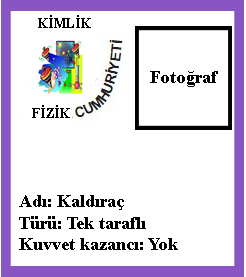 KİMLİK
FİZİK CUMHURİYETİ
Fotoğraf
Adı: Kaldıraç
Türü: Tek taraflı
Kuvvet kazancı: Yok